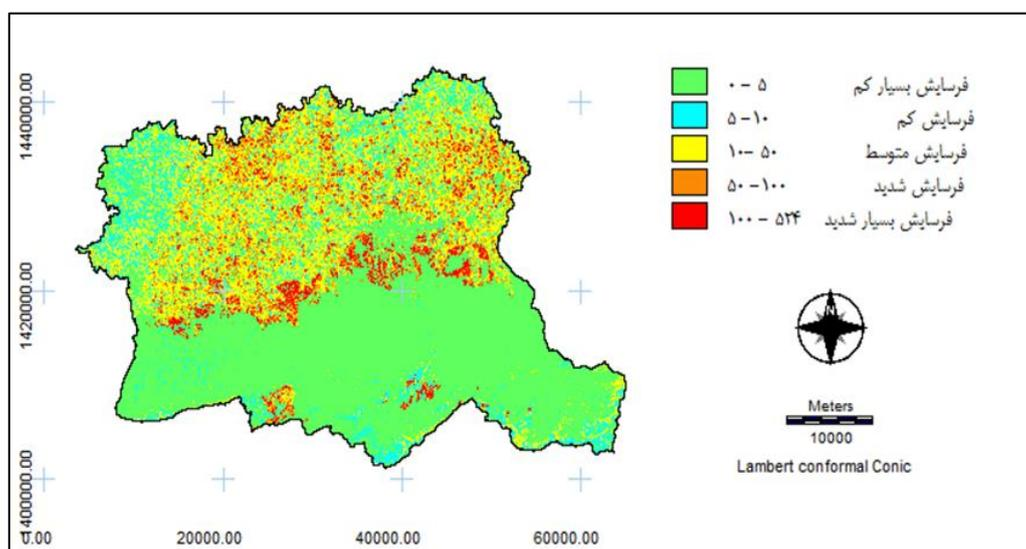 1440000.00
1420000.00
1400000.00
0.00
20000.00
40000.00
60000.00
۰ - ۵ فرسایش بسیار کم
۵ - ۱۰ فرسایش کم
۱۰ - ۵۰ فرسایش متوسط
۵۰ - ۱۰۰ فرسایش شدید
۱۰۰ - ۵۲۴ فرسایش بسیار شدید
Meters
10000
Lambert conformal Conic